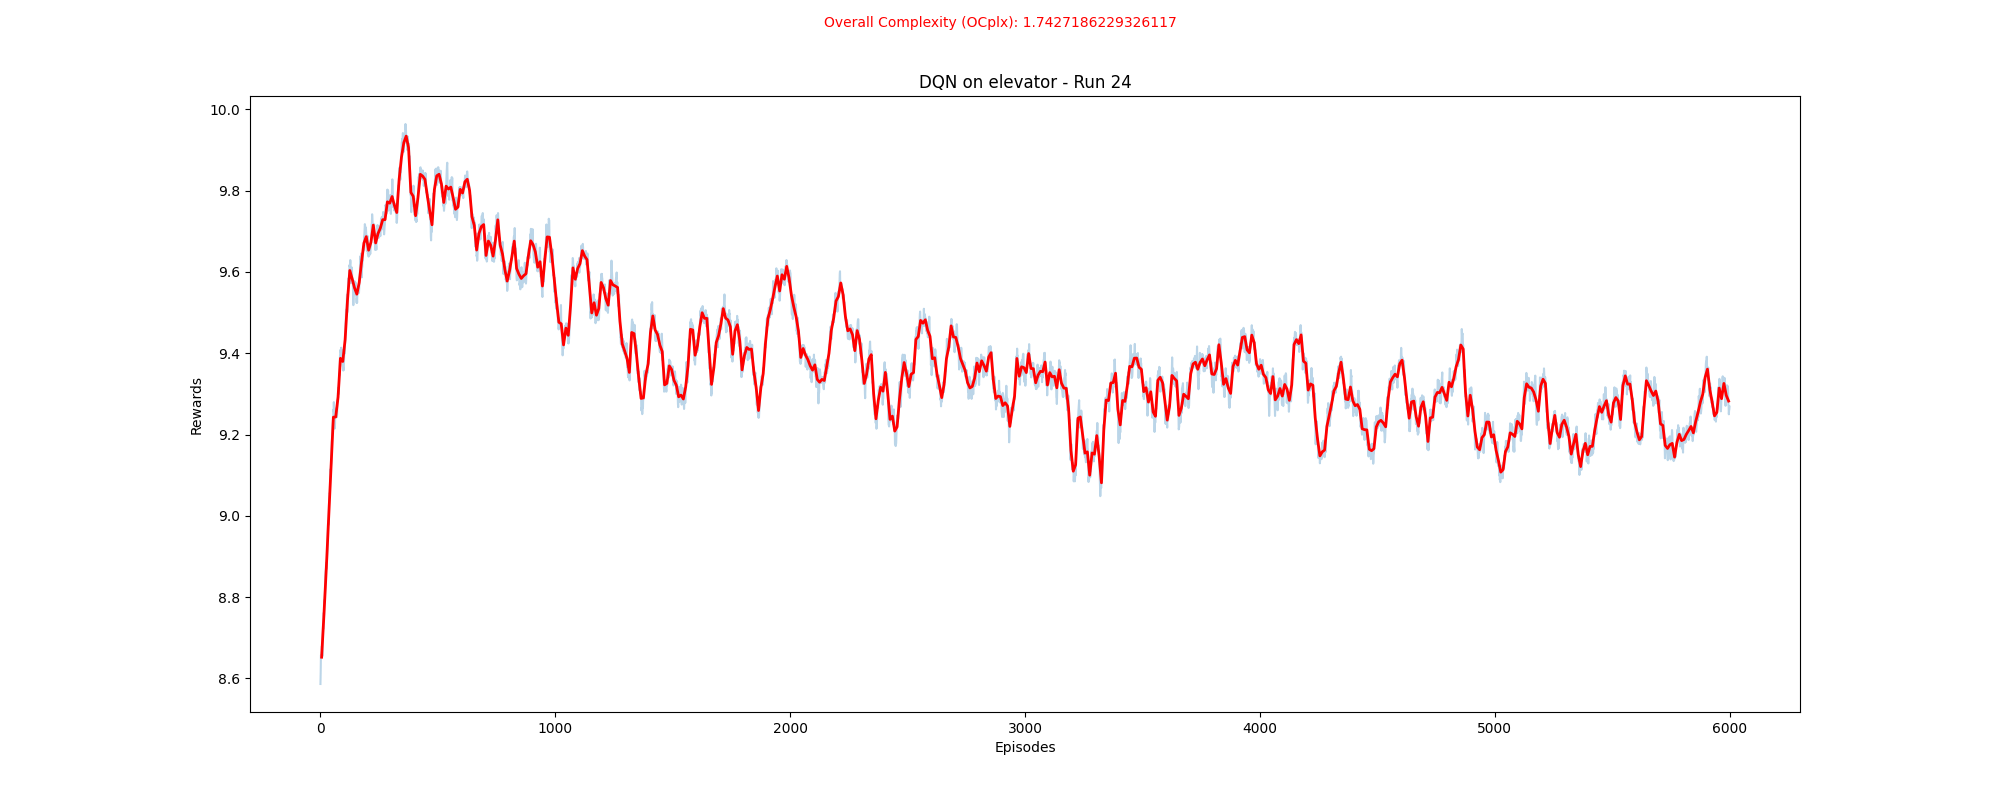 Overall Complexity (OCplx): 1.7427186229326117
DQN on elevator - Run 24
10.0
9.8
9.6
9.4
9.2
9.0
8.8
8.6
Rewards
0 1000 2000 3000 4000 5000 6000
Episodes